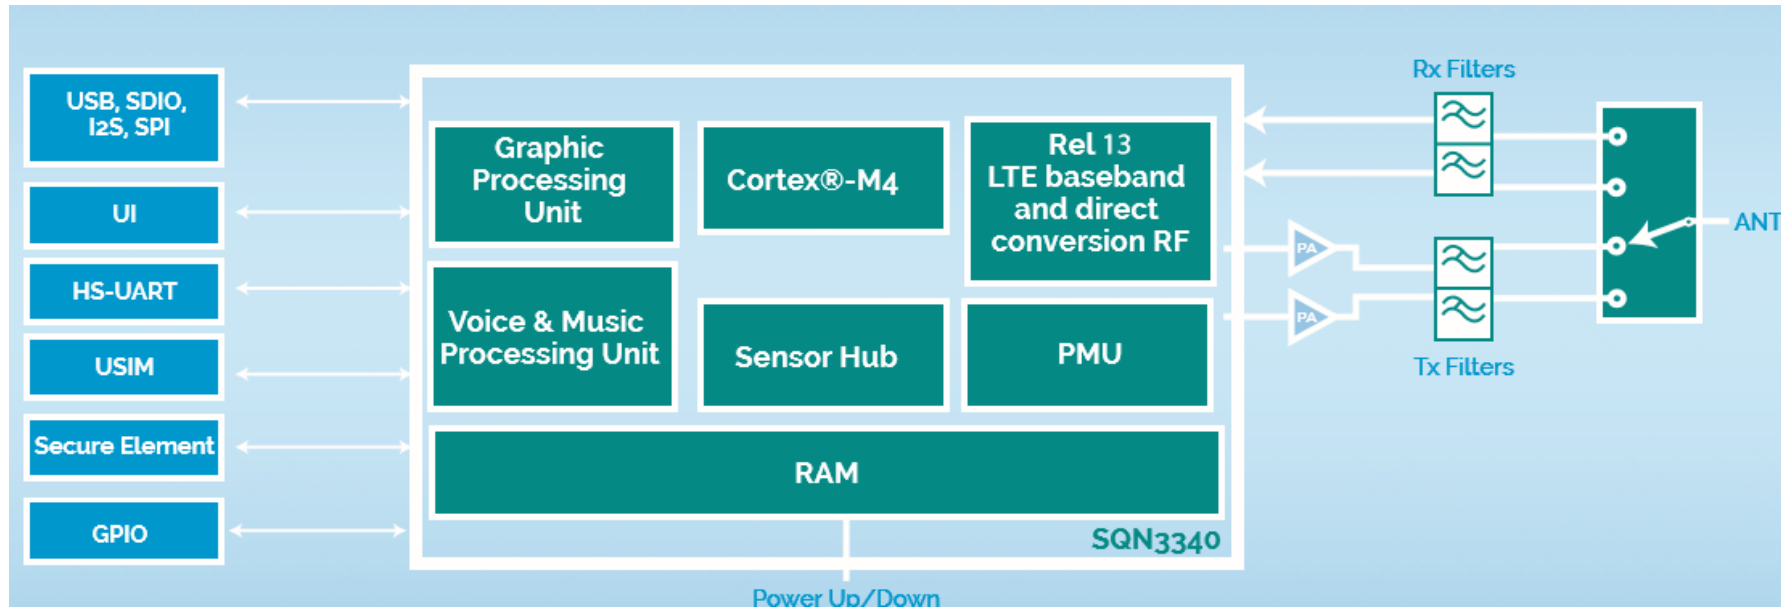 USB, SDIO,
I2S, SPI
UI
HS-UART
USIM
Secure Element
GPIO
Graphic
Processing
Unit
Cortex®-M4
Rel 13
LTE baseband
and direct
conversion RF
Voice & Music
Processing Unit
Sensor Hub
PMU
RAM
SQN3340
Power Up/Down
Rx Filters
PA
PA
Tx Filters
ANT